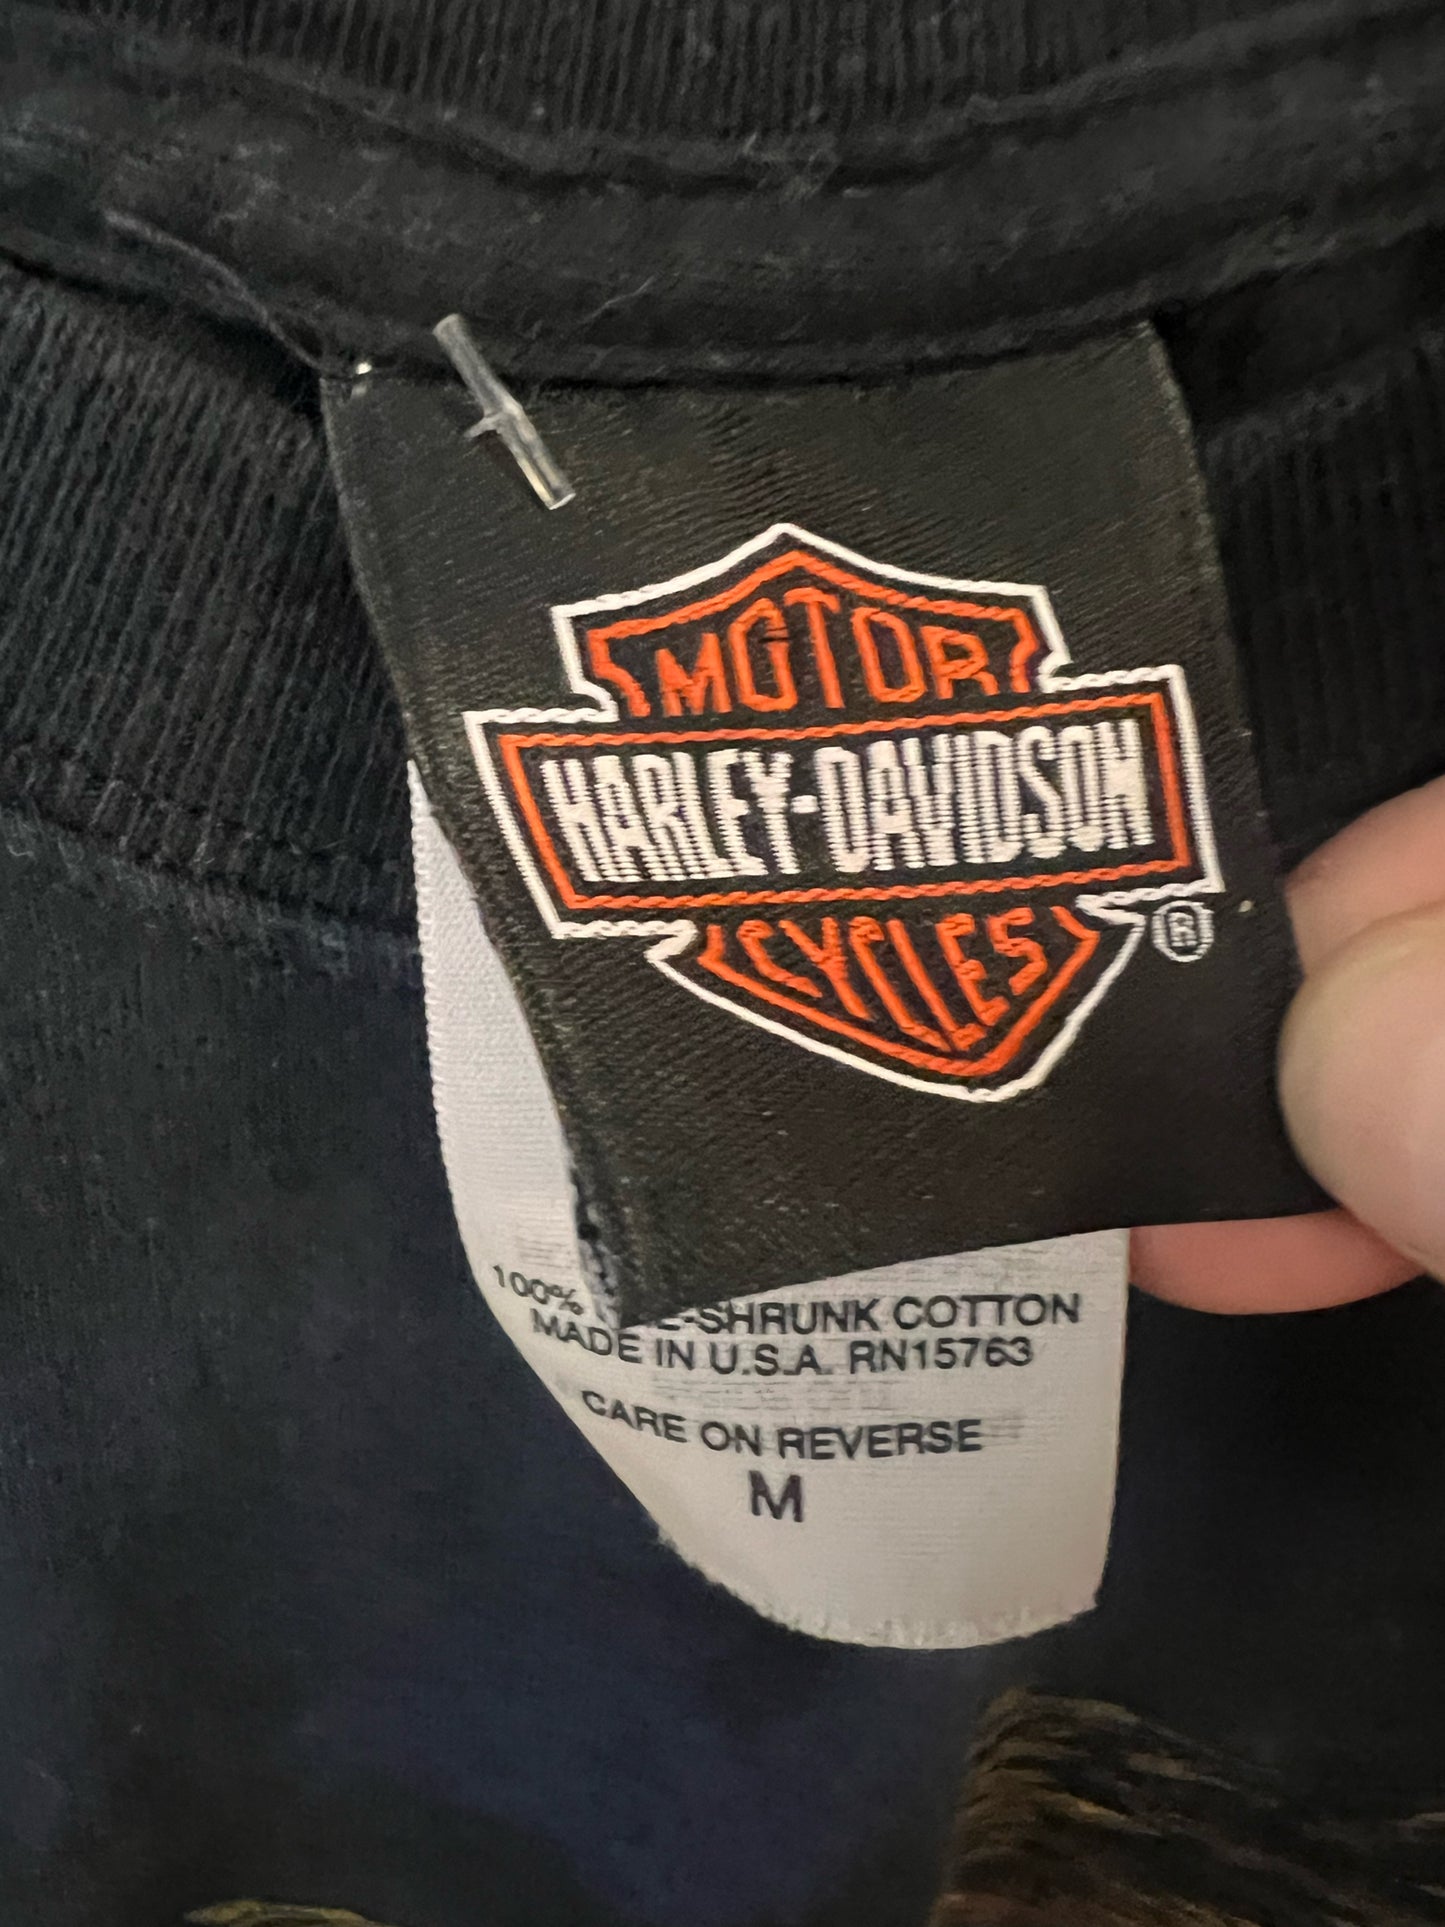 MOTOR
HARLEY-DAVIDSON
CYCLES
®
100% E-SHRUNK COTTON
MADE IN U.S.A. RN15763
CARE ON REVERSE
M